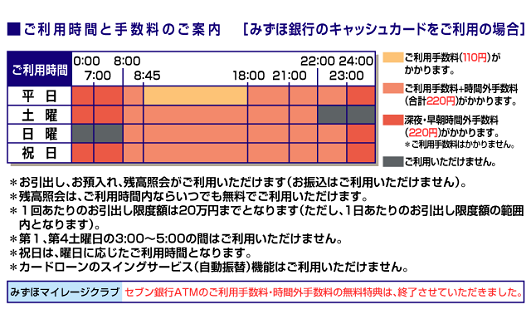 ■ご利用時間と手数料のご案内 [みずほ銀行のキャッシュカードをご利用の場合]
ご利用時間
0:00 8:00 22:00 24:00
7:00 8:45 18:00 21:00 23:00
平 日
土 曜
日 曜
祝 日
ご利用手数料(110円)が
かかります。
ご利用手数料+時間外手数料
(合計220円)がかかります。
深夜・早朝時間外手数料
(220円)がかかります。
*ご利用手数料はかかりません。
ご利用いただけません。
*お引出し、お預入れ、残高照会がご利用いただけます(お振込はご利用いただけません)。
*残高照会は、ご利用時間内ならいつでも無料でご利用いただけます。
*1回あたりのお引出し限度額は20万円までとなります(ただし、1日あたりのお引出し限度額の範囲
内となります)。
*第1、第4土曜日の3:00〜5:00の間はご利用いただけません。
*祝日は、曜日に応じたご利用時間となります。
*カードローンのスイングサービス(自動振替)機能はご利用いただけません。
みずほマイレージクラブ セブン銀行ATMのご利用手数料・時間外手数料の無料特典は、終了させていただきました。